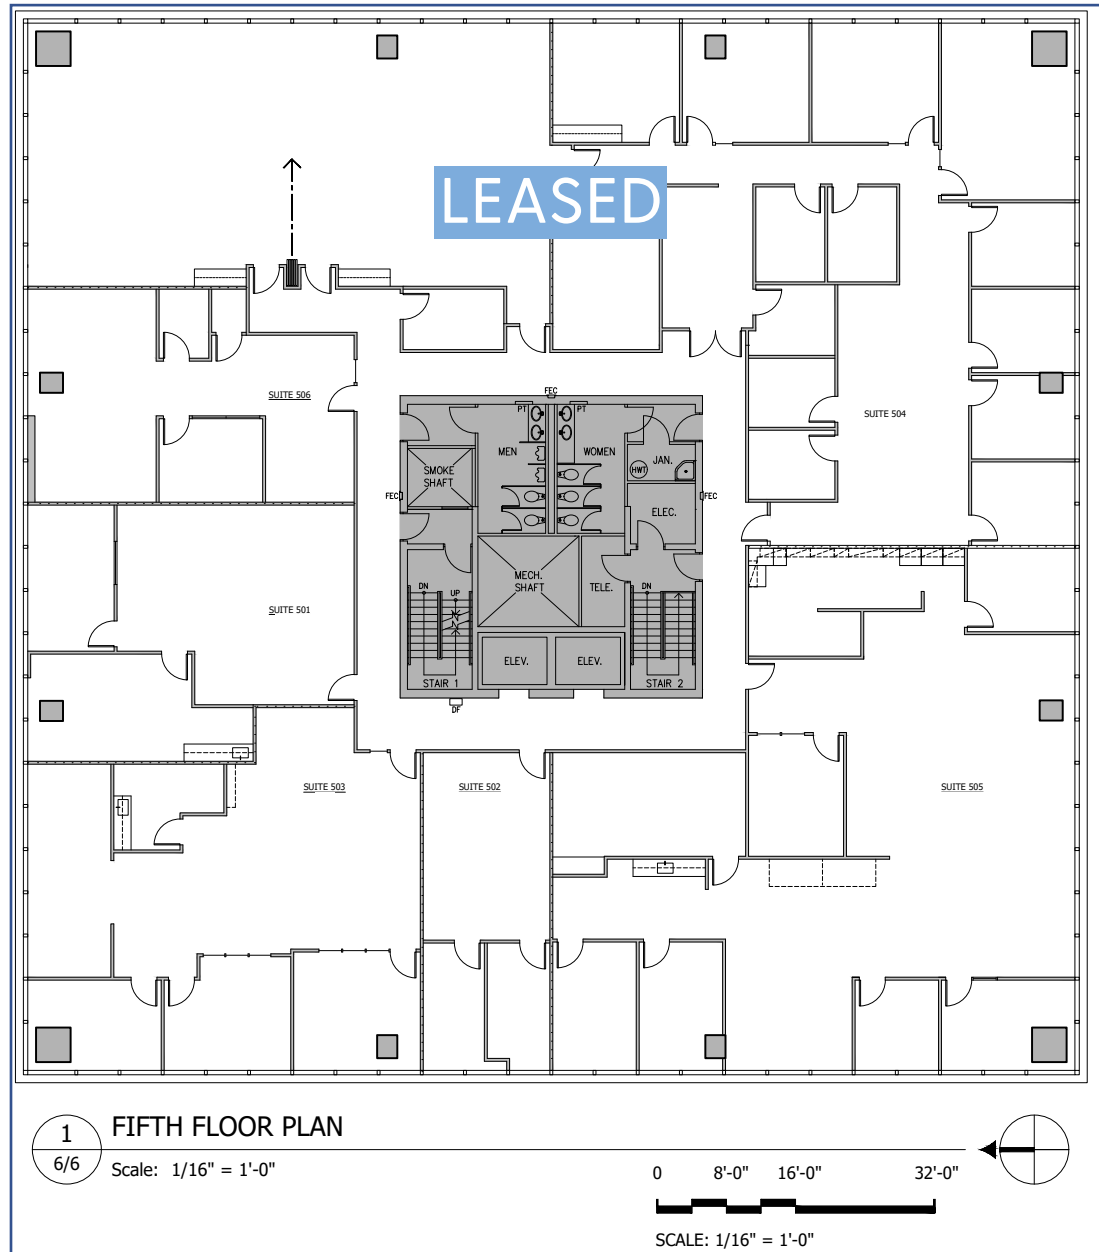 LEASED
SUITE 506
SUITE 504
FEC
PT
PT
MEN
WOMEN
JAN.
HWT
SMOKE
SHAFT
FEC
FEC
ELEC.
MECH.
SHAFT
TELE.
DN
UP
DN
ELEV.
ELEV.
STAIR 1
STAIR 2
DF
SUITE 501
SUITE 503
SUITE 502
SUITE 505
1
6/6
FIFTH FLOOR PLAN
Scale: 1/16" = 1'-0"
0 8'-0" 16'-0" 32'-0"
SCALE: 1/16" = 1'-0"